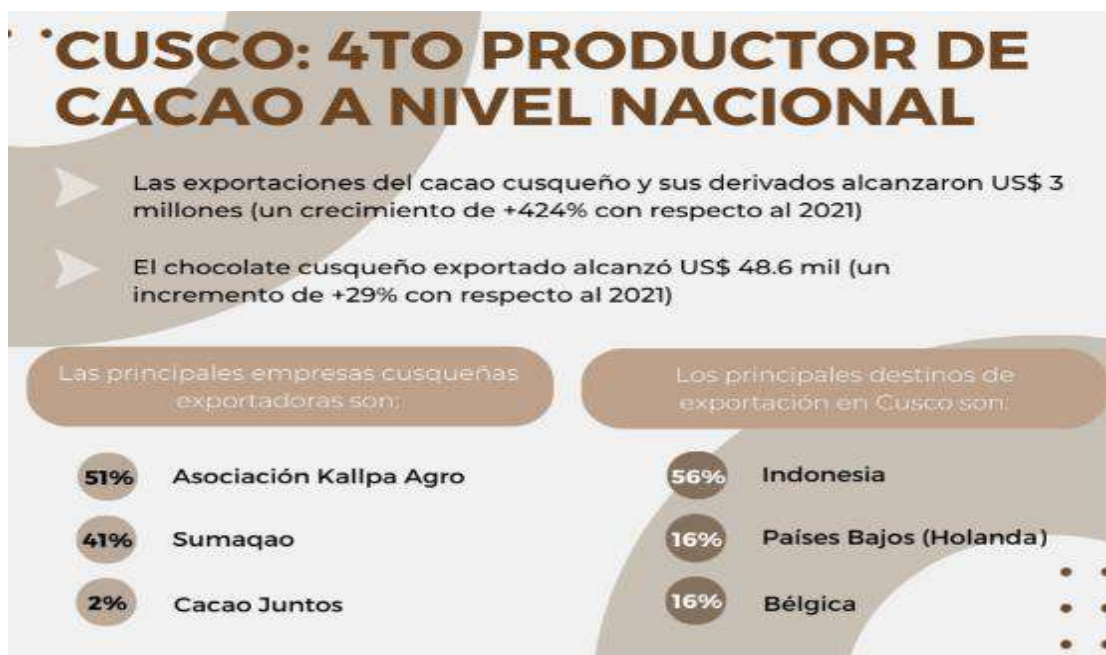 CUSCO: 4TO PRODUCTOR DE
CACAO A NIVEL NACIONAL
Las exportaciones del cacao cusqueño y sus derivados alcanzaron US$ 3
millones (un crecimiento de +424% con respecto al 2021)
El chocolate cusqueño exportado alcanzó US$ 48.6 mil (un
incremento de +29% con respecto al 2021)
Las principales empresas cusqueñas
exportadoras son:
51% Asociación Kallpa Agro
41% Sumaqao
2% Cacao Juntos
Los principales destinos de
exportación en Cusco son:
56% Indonesia
16% Países Bajos (Holanda)
16% Bélgica